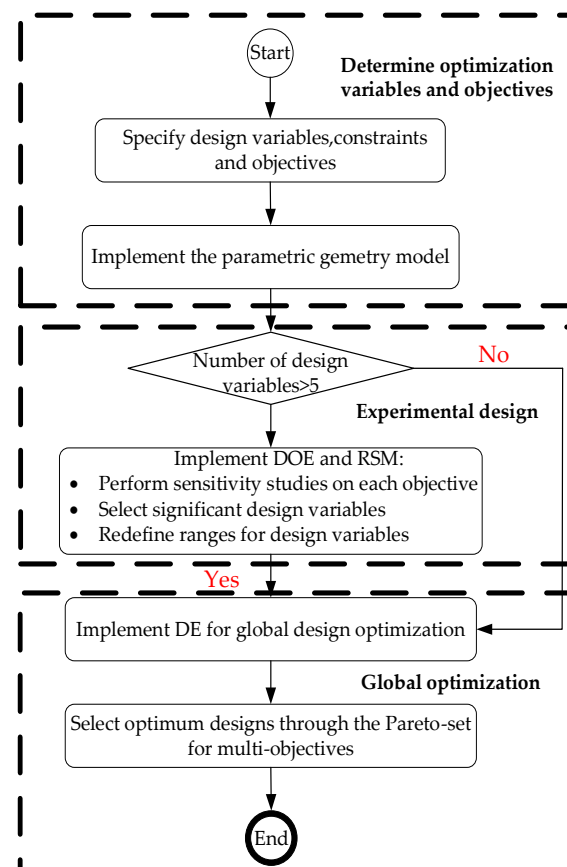 Start
Determine optimization
variables and objectives
Specify design variables,constraints
and objectives
Implement the parametric gemetry model
Number of design
variables>5
No
Experimental design
Implement DOE and RSM:
• Perform sensitivity studies on each objective
• Select significant design variables
• Redefine ranges for design variables
Yes
Implement DE for global design optimization
Global optimization
Select optimum designs through the Pareto-set
for multi-objectives
End